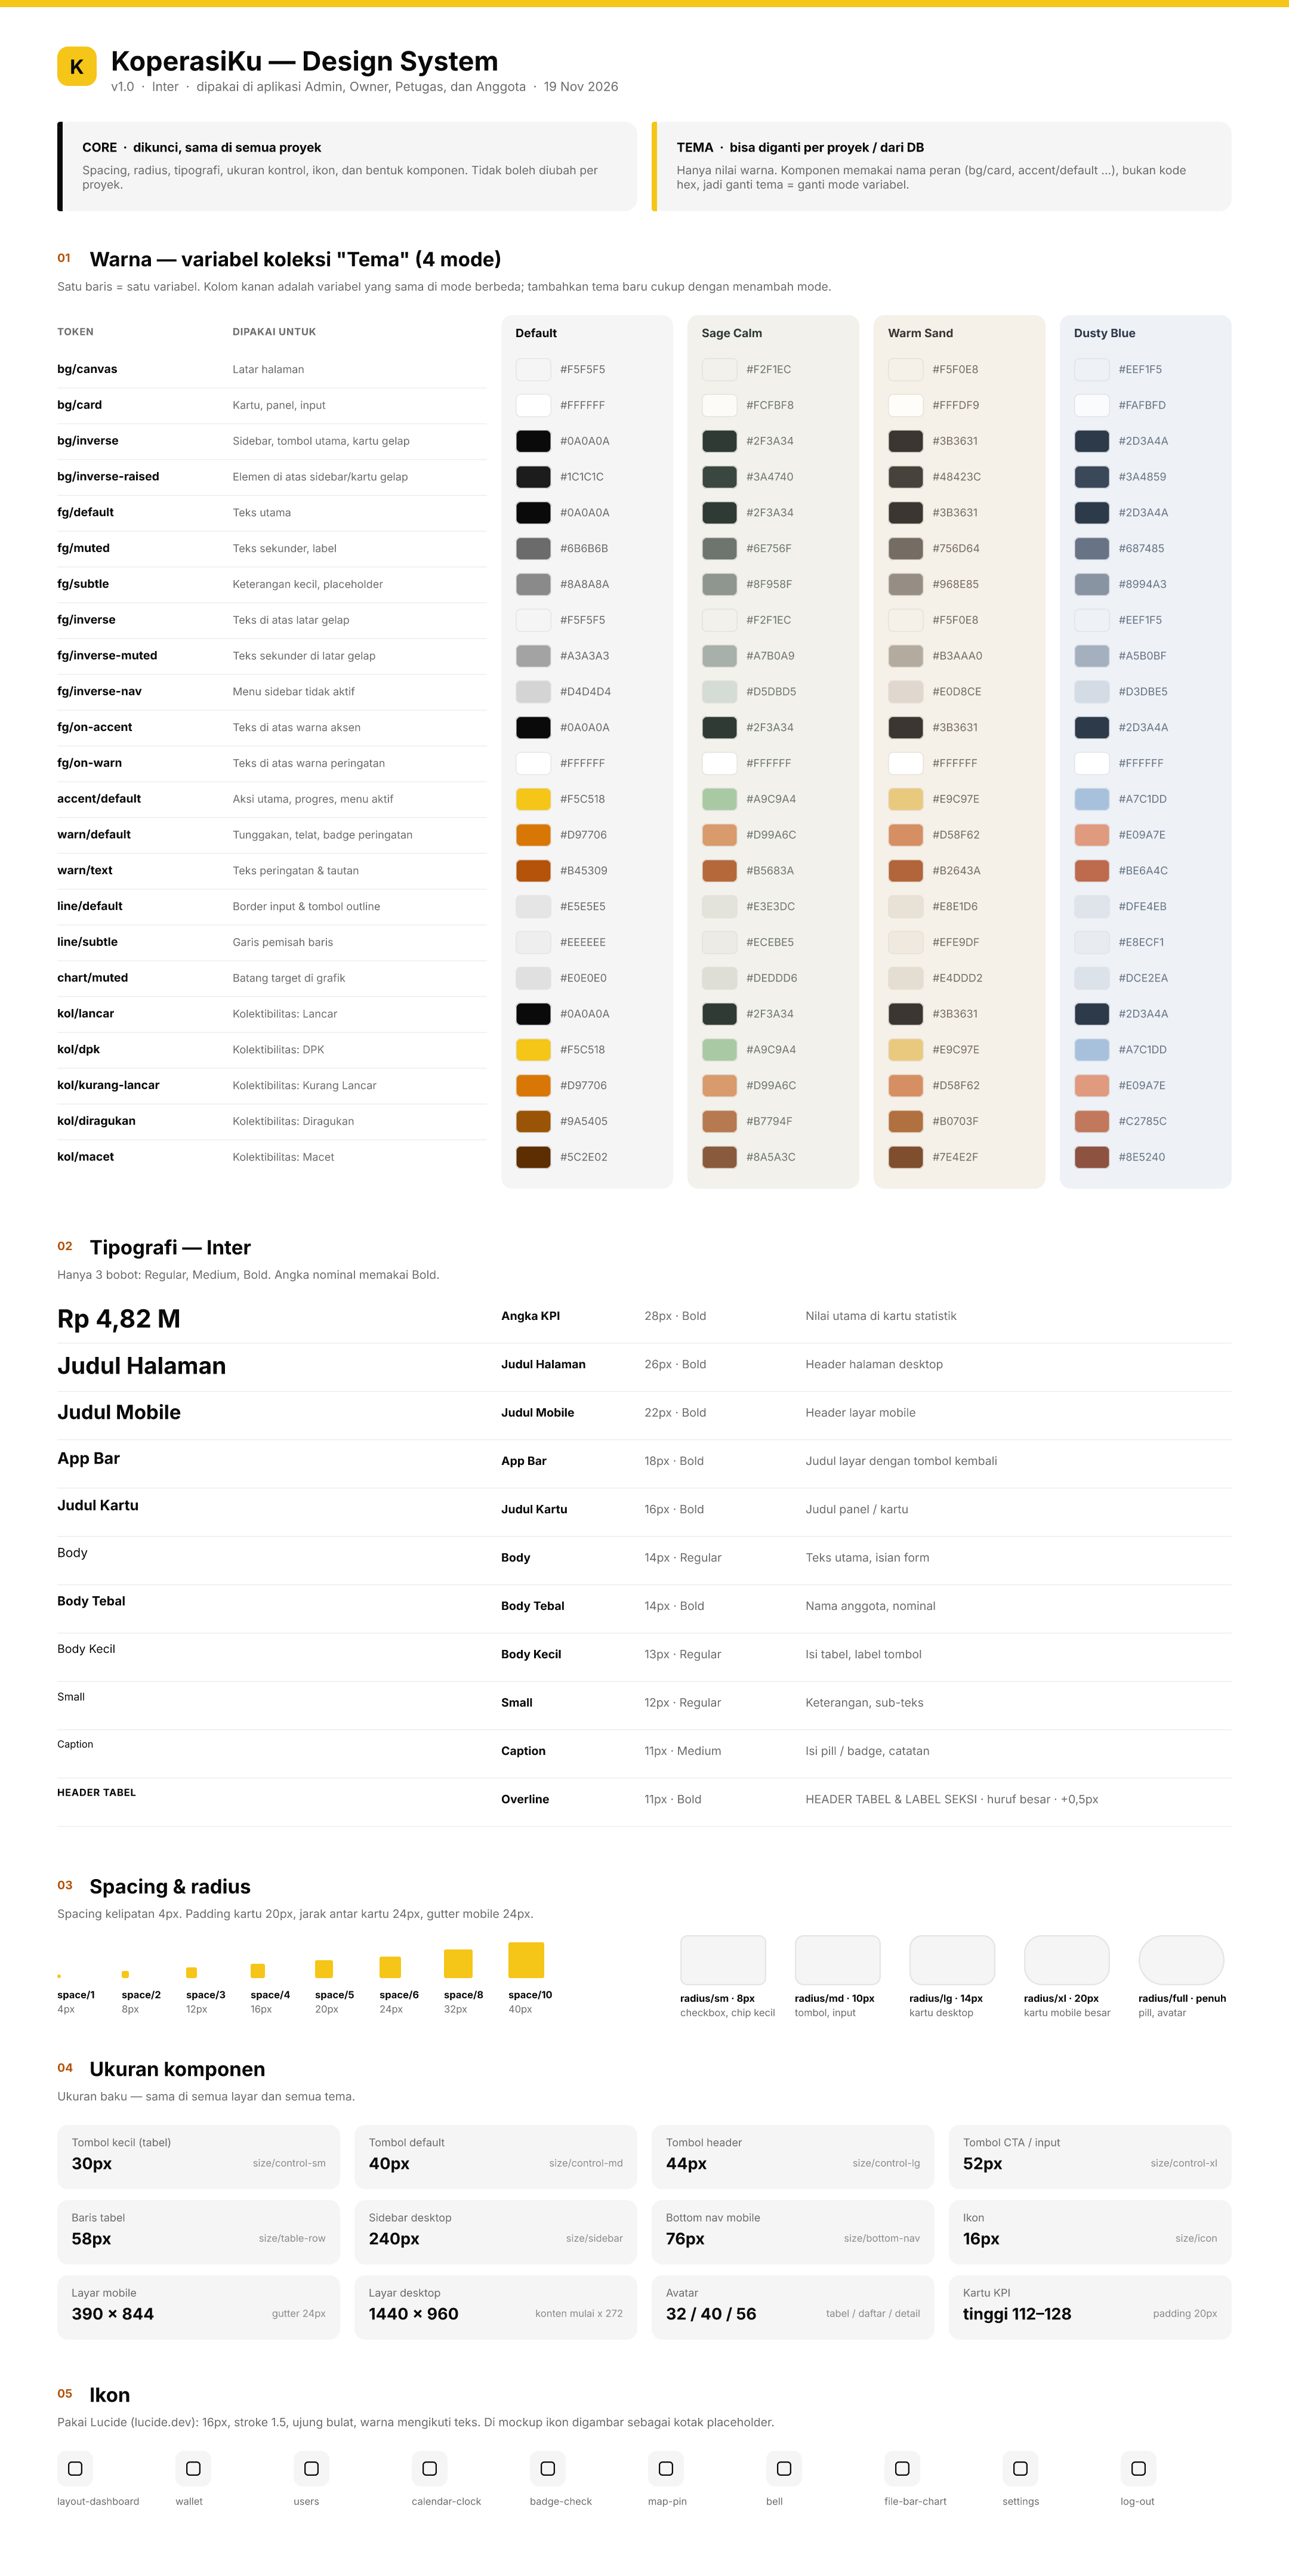 K
KoperasiKu — Design System
v1.0 · Inter · dipakai di aplikasi Admin, Owner, Petugas, dan Anggota · 19 Nov 2026
CORE · dikunci, sama di semua proyek
Spacing, radius, tipografi, ukuran kontrol, ikon, dan bentuk komponen. Tidak boleh diubah per
proyek.
TEMA · bisa diganti per proyek / dari DB
Hanya nilai warna. Komponen memakai nama peran (bg/card, accent/default ...), bukan kode
hex, jadi ganti tema = ganti mode variabel.
01 Warna — variabel koleksi "Tema" (4 mode)
Satu baris = satu variabel. Kolom kanan adalah variabel yang sama di mode berbeda; tambahkan tema baru cukup dengan menambah mode.
TOKEN DIPAKAI UNTUK Default Sage Calm Warm Sand Dusty Blue
bg/canvas Latar halaman #F5F5F5 #F2F1EC #F5F0E8 #EEF1F5
bg/card Kartu, panel, input #FFFFFF #FCFBF8 #FFFDF9 #FAFBFD
bg/inverse Sidebar, tombol utama, kartu gelap #0A0A0A #2F3A34 #3B3631 #2D3A4A
bg/inverse-raised Elemen di atas sidebar/kartu gelap #1C1C1C #3A4740 #48423C #3A4859
fg/default Teks utama #0A0A0A #2F3A34 #3B3631 #2D3A4A
fg/muted Teks sekunder, label #6B6B6B #6E756F #756D64 #687485
fg/subtle Keterangan kecil, placeholder #8A8A8A #8F958F #968E85 #8994A3
fg/inverse Teks di atas latar gelap #F5F5F5 #F2F1EC #F5F0E8 #EEF1F5
fg/inverse-muted Teks sekunder di latar gelap #A3A3A3 #A7B0A9 #B3AAA0 #A5B0BF
fg/inverse-nav Menu sidebar tidak aktif #D4D4D4 #D5DBD5 #E0D8CE #D3DBE5
fg/on-accent Teks di atas warna aksen #0A0A0A #2F3A34 #3B3631 #2D3A4A
fg/on-warn Teks di atas warna peringatan #FFFFFF #FFFFFF #FFFFFF #FFFFFF
accent/default Aksi utama, progres, menu aktif #F5C518 #A9C9A4 #E9C97E #A7C1DD
warn/default Tunggakan, telat, badge peringatan #D97706 #D99A6C #D58F62 #E09A7E
warn/text Teks peringatan & tautan #B45309 #B5683A #B2643A #BE6A4C
line/default Border input & tombol outline #E5E5E5 #E3E3DC #E8E1D6 #DFE4EB
line/subtle Garis pemisah baris #EEEEEE #ECEBE5 #EFE9DF #E8ECF1
chart/muted Batang target di grafik #E0E0E0 #DEDDD6 #E4DDD2 #DCE2EA
kol/lancar Kolektibilitas: Lancar #0A0A0A #2F3A34 #3B3631 #2D3A4A
kol/dpk Kolektibilitas: DPK #F5C518 #A9C9A4 #E9C97E #A7C1DD
kol/kurang-lancar Kolektibilitas: Kurang Lancar #D97706 #D99A6C #D58F62 #E09A7E
kol/diragukan Kolektibilitas: Diragukan #9A5405 #B7794F #B0703F #C2785C
kol/macet Kolektibilitas: Macet #5C2E02 #8A5A3C #7E4E2F #8E5240
02 Tipografi — Inter
Hanya 3 bobot: Regular, Medium, Bold. Angka nominal memakai Bold.
Rp 4,82 M Angka KPI 28px · Bold Nilai utama di kartu statistik
Judul Halaman Judul Halaman 26px · Bold Header halaman desktop
Judul Mobile Judul Mobile 22px · Bold Header layar mobile
App Bar App Bar 18px · Bold Judul layar dengan tombol kembali
Judul Kartu Judul Kartu 16px · Bold Judul panel / kartu
Body Body 14px · Regular Teks utama, isian form
Body Tebal Body Tebal 14px · Bold Nama anggota, nominal
Body Kecil Body Kecil 13px · Regular Isi tabel, label tombol
Small Small 12px · Regular Keterangan, sub-teks
Caption Caption 11px · Medium Isi pill / badge, catatan
HEADER TABEL Overline 11px · Bold HEADER TABEL & LABEL SEKSI · huruf besar · +0,5px
03 Spacing & radius
Spacing kelipatan 4px. Padding kartu 20px, jarak antar kartu 24px, gutter mobile 24px.
space/1 space/2 space/3 space/4 space/5 space/6 space/8 space/10
4px 8px 12px 16px 20px 24px 32px 40px
radius/sm · 8px radius/md · 10px radius/lg · 14px radius/xl · 20px radius/full · penuh
checkbox, chip kecil tombol, input kartu desktop kartu mobile besar pill, avatar
04 Ukuran komponen
Ukuran baku — sama di semua layar dan semua tema.
Tombol kecil (tabel) Tombol default Tombol header Tombol CTA / input
30px size/control-sm 40px size/control-md 44px size/control-lg 52px size/control-xl
Baris tabel Sidebar desktop Bottom nav mobile Ikon
58px size/table-row 240px size/sidebar 76px size/bottom-nav 16px size/icon
Layar mobile Layar desktop Avatar Kartu KPI
390 × 844 gutter 24px 1440 × 960 konten mulai x 272 32 / 40 / 56 tabel / daftar / detail tinggi 112–128 padding 20px
05 Ikon
Pakai Lucide (lucide.dev): 16px, stroke 1.5, ujung bulat, warna mengikuti teks. Di mockup ikon digambar sebagai kotak placeholder.
layout-dashboard wallet users calendar-clock badge-check map-pin bell file-bar-chart settings log-out